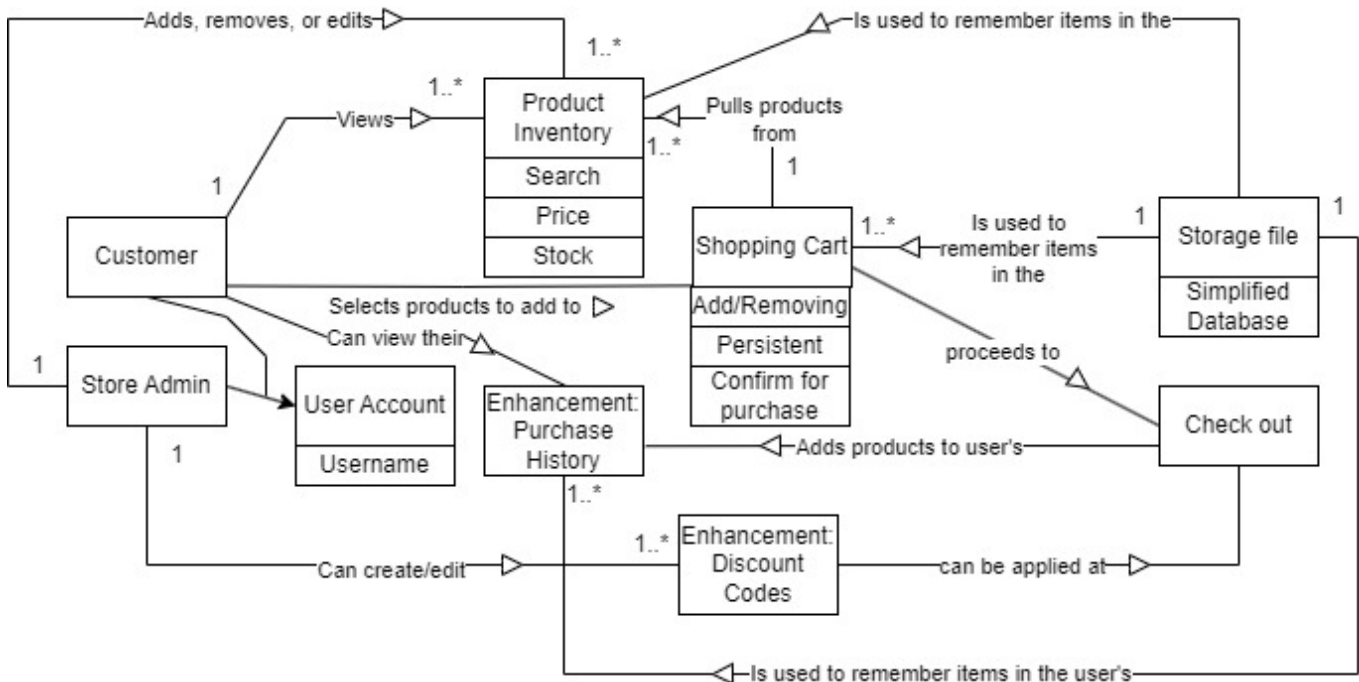 Adds, removes, or edits
Is used to remember items in the
1..*
1..*
Product
Inventory
Views
Pulls products
from
1..*
1
1
Search
Price
Stock
Customer
Shopping Cart
1..*
Is used to
remember items
in the
1
Storage file
1
Simplified
Database
Selects products to add to
Add/Removing
Can view their
Persistent
proceeds to
1
Store Admin
User Account
Username
Enhancement:
Purchase
History
Confirm for
purchase
Check out
1
Adds products to user's
1..*
1..*
Enhancement:
Discount
Codes
Can create/edit
can be applied at
Is used to remember items in the user's